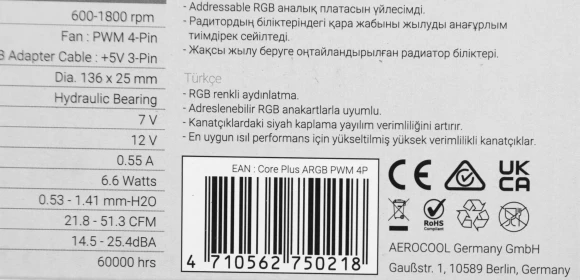 600-1800 rpm
Fan : PWM 4-Pin
Adapter Cable : +5V 3-Pin
Dia. 136 x 25 mm
Hydraulic Bearing
7 V
12 V
0.55 A
6.6 Watts
0.53 - 1.41 mm-H2O
21.8 - 51.3 CFM
14.5 - 25.4dBA
60000 hrs
- Addressable RGB аналық платасын үйлесімді.
- Радитордың біліктеріндегі қара жабыны жылуды анағұрлым
тиімдірек сейілтеді.
- Жақсы жылу беруге оңтайландырылған радиатор біліктері.
Türkçe
- RGB renkli aydınlatma.
- Adreslenebilir RGB anakartlarla uyumlu.
- Kanatçıklardaki siyah kaplama yayılım verimliliğini artırır.
- En uygun ısıl performans için yükseltilmiş yüksek verimlilikli kanatçıklar.
EAN : Core Plus ARGB PWM 4P
4 710562 750218
CE
UK
CA
RoHS
Compliant
AEROCOOL Germany GmbH
Gaußstr. 1, 10589 Berlin, Germany